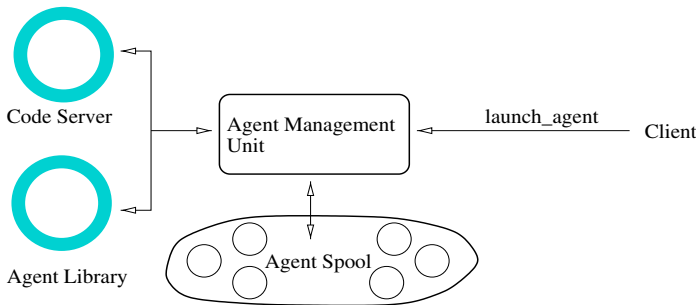 Code Server
Agent Management
Unit
launch_agent
Client
Agent Library
Agent Spool